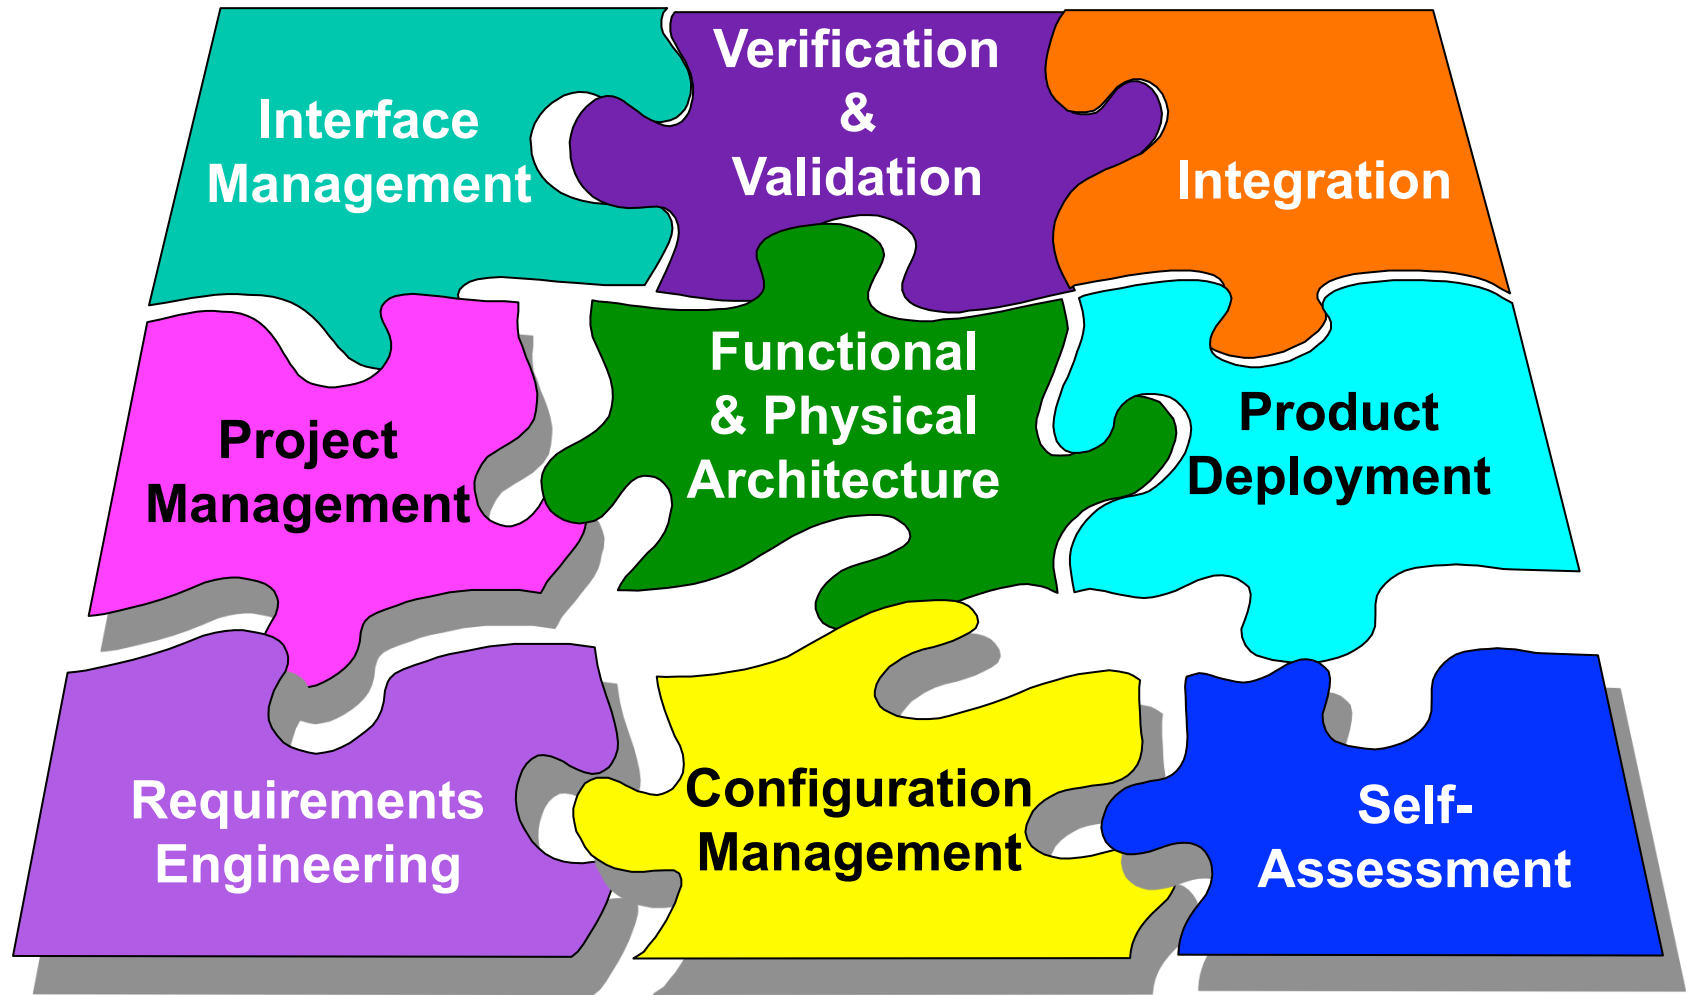 Interface
Management
Verification
&
Validation
Integration
Project
Management
Functional
& Physical
Architecture
Product
Deployment
Requirements
Engineering
Configuration
Management
Self-
Assessment